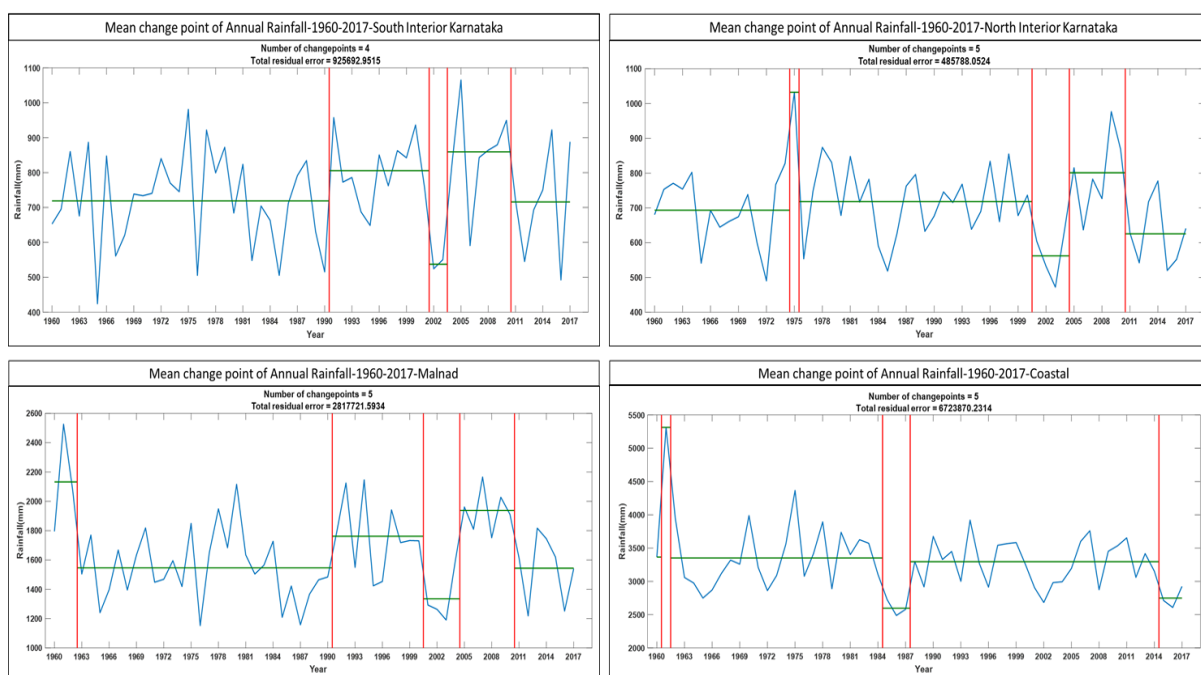 Mean change point of Annual Rainfall-1960-2017-South Interior Karnataka
Number of changepoints = 4
Total residual error = 925692.9515
1100
1000
900
800
700
600
500
400
Rainfall(mm)
1960 1963 1966 1969 1972 1975 1978 1981 1984 1987 1990 1993 1996 1999 2002 2005 2008 2011 2014 2017
Year
Mean change point of Annual Rainfall-1960-2017-North Interior Karnataka
Number of changepoints = 5
Total residual error = 485788.0524
1100
1000
900
800
700
600
500
400
Rainfall(mm)
1960 1963 1966 1969 1972 1975 1978 1981 1984 1987 1990 1993 1996 1999 2002 2005 2008 2011 2014 2017
Year
Mean change point of Annual Rainfall-1960-2017-Malnad
Number of changepoints = 5
Total residual error = 2817721.5934
2600
2400
2200
2000
1800
1600
1400
1200
1000
Rainfall(mm)
1960 1963 1966 1969 1972 1975 1978 1981 1984 1987 1990 1993 1996 1999 2002 2005 2008 2011 2014 2017
Year
Mean change point of Annual Rainfall-1960-2017-Coastal
Number of changepoints = 5
Total residual error = 6723870.2314
5500
5000
4500
4000
3500
3000
2500
2000
Rainfall(mm)
1960 1963 1966 1969 1972 1975 1978 1981 1984 1987 1990 1993 1996 1999 2002 2005 2008 2011 2014 2017
Year